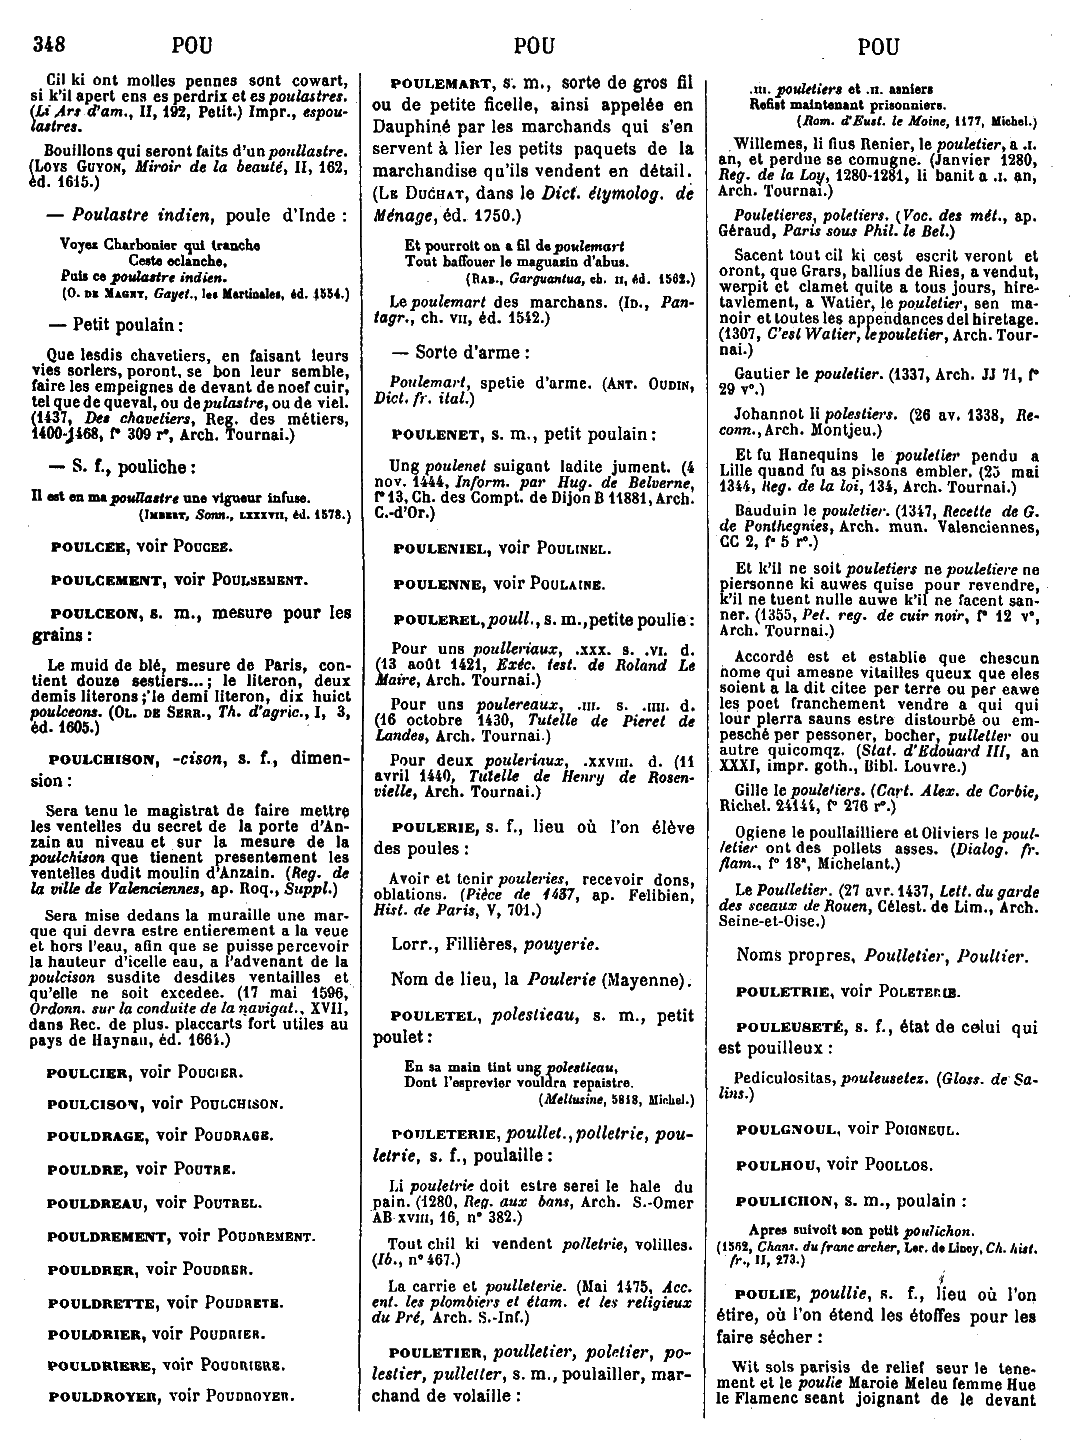 348 POU POU POU
Cil ki ont molles pennes sont cowart,
si k'il apert ens es perdrix et es poulastres.
(Li Ars d'am., II, 192, Petit.) Impr., espou-
lastres.
Bouillons qui seront faits d'un poullastre.
(LOYS GUYON, Miroir de la beauté, II, 162,
éd. 1615.)
— Poulastre indien, poule d'Inde :
Voyez Charbonier qui tranche
Ceste eclanche,
Puis ce poulastre indien.
(O. DE MAGNY, Gayet., les Martinales, éd. 1554.)
— Petit poulain :
Que lesdis chavetiers, en faisant leurs
vies sorlers, poront, se bon leur semble,
faire les empeignes de devant de noef cuir,
tel que de queval, ou de pulastre, ou de viel.
(1437, Des chavetiers, Reg. des métiers,
1400-1468, f° 309 r°, Arch. Tournai.)
— S. f., pouliche :
Il est en ma poullastre une vigueur infuse.
(IMBERT, Sonn., LXXXVII, éd. 1578.)
POULCEE, voir POUCEE.
POULCEMENT, voir POULSEMENT.
POULCEON, s. m., mesure pour les
grains :
Le muid de blé, mesure de Paris, con-
tient douze sestiers...; le literon, deux
demis literons; le demi literon, dix huict
poulceons. (OL. DE SERR., Th. d'agric., I, 3,
éd. 1605.)
POULCHISON, -cison, s. f., dimen-
sion :
Sera tenu le magistrat de faire mettre
les ventelles du secret de la porte d'An-
zain au niveau et sur la mesure de la
poulchison que tienent presentement les
ventelles dudit moulin d'Anzain. (Reg. de
la ville de Valenciennes, ap. Roq., Suppl.)
Sera mise dedans la muraille une mar-
que qui devra estre entierement a la veue
et hors l'eau, afin que se puisse percevoir
la hauteur d'icelle eau, a l'advenant de la
poulcison susdite desdites ventailles et
qu'elle ne soit excedee. (17 mai 1596,
Ordonn. sur la conduite de la navigat., XVII,
dans Rec. de plus. placcarts fort utiles au
pays de Haynau, éd. 1664.)
POULCIER, voir POUCIER.
POULCISON, voir POULCHISON.
POULDRAGE, voir POUDRAGE.
POULDRE, voir POUTRE.
POULDREAU, voir POUTREL.
POULDREMENT, voir POUDREMENT.
POULDRER, voir POUDRER.
POULDRETTE, voir POUDRETE.
POULDRIER, voir POUDRIER.
POULDRIERE, voir POUDRIERE.
POULDROYER, voir POUDROYER.
POULEMART, s. m., sorte de gros fil
ou de petite ficelle, ainsi appelée en
Dauphiné par les marchands qui s'en
servent à lier les petits paquets de la
marchandise qu'ils vendent en détail.
(LE DUCHAT, dans le Dict. étymolog. de
Ménage, éd. 1750.)
Et pourroit on a fil de poulemart
Tout baffouer le maguazin d'abus.
(RAB., Gargantua, ch. II, éd. 1562.)
Le poulemart des marchans. (ID., Pan-
tagr., ch. VII, éd. 1542.)
— Sorte d'arme :
Poulemart, spetie d'arme. (ANT. OUDIN,
Dict. fr. ital.)
POULENET, s. m., petit poulain :
Ung poulenet suigant ladite jument. (4
nov. 1444, Inform. par Hug. de Belverne,
f° 13, Ch. des Compt. de Dijon B 11881, Arch.
C.-d'Or.)
POULENIEL, voir POULINEL.
POULENNE, voir POULAINE.
POULEREL, poull., s. m., petite poulie :
Pour uns poulleriaux, .xxx. s. .vi. d.
(13 août 1421, Exéc. test. de Roland Le
Maire, Arch. Tournai.)
Pour uns poulereaux, .iii. s. .iiii. d.
(16 octobre 1430, Tutelle de Pieret de
Landes, Arch. Tournai.)
Pour deux pouleriaux, .xxviii. d. (11
avril 1440, Tutelle de Henry de Rosen-
vielle, Arch. Tournai.)
POULERIE, s. f., lieu où l'on élève
des poules :
Avoir et tenir pouleries, recevoir dons,
oblations. (Pièce de 1437, ap. Felibien,
Hist. de Paris, V, 701.)
Lorr., Fillières, pouyerie.
Nom de lieu, la Poulerie (Mayenne).
POULETEL, polestieau, s. m., petit
poulet :
En sa main tint ung polestieau,
Dont l'esprevier vouldra repaistre.
(Mellusine, 5818, Michel.)
POULETERIE, poullet., polletrie, pou-
letrie, s. f., poulaille :
Li pouletrie doit estre serei le hale du
pain. (1280, Reg. aux bans, Arch. S.-Omer
AB XVIII, 16, n° 382.)
Tout chil ki vendent polletrie, volilles.
(Ib., n° 467.)
La carrie et poulleterie. (Mai 1475, Acc.
ent. les plombiers et étam. et les religieux
du Pré, Arch. S.-Inf.)
POULETIER, poulletier, poletier, po-
lestier, pulletter, s. m., poulailler, mar-
chand de volaille :
.III. pouletiers et .II. asniers
Refist maintenant prisonniers.
(Rom. d'Eust. le Moine, 1177, Michel.)
Willemes, li fius Renier, le pouletier, a .I.
an, et perdue se comugne. (Janvier 1280,
Reg. de la Loy, 1280-1281, li banit a .I. an,
Arch. Tournai.)
Pouletieres, poletiers. (Voc. des mét., ap.
Géraud, Paris sous Phil. le Bel.)
Sacent tout cil ki cest escrit veront et
oront, que Grars, ballius de Ries, a vendut,
werpit et clamet quite a tous jours, hire-
tavlement, a Watier, le pouletier, sen ma-
noir et toutes les appendances del hiretage.
(1307, C'est Watier, le pouletier, Arch. Tour-
nai.)
Gautier le pouletier. (1337, Arch. JJ 71, f°
29 v°.)
Johannot li polestiers. (26 av. 1338, Re-
conn., Arch. Montjeu.)
Et fu Hanequins le pouletier pendu a
Lille quand fu as pissons embler. (25 mai
1344, Reg. de la loi, 134, Arch. Tournai.)
Bauduin le pouletier. (1347, Recette de G.
de Ponthegnies, Arch. mun. Valenciennes,
CC 2, f° 5 r°.)
Et k'il ne soit pouletiers ne pouletiere ne
piersonne ki auwes quise pour revendre,
k'il ne tuent nulle auwe k'il ne facent san-
ner. (1355, Pet. reg. de cuir noir, f° 12 v°,
Arch. Tournai.)
Accordé est et establie que chescun
home qui amesne vitailles queux que eles
soient a la dit citee per terre ou per eawe
les poet franchement vendre a qui qui
lour plerra sauns estre distourbé ou em-
pesché per pessoner, bocher, pulletter ou
autre quicomqz. (Stat. d'Edouard III, an
XXXI, impr. goth., Bibl. Louvre.)
Gille le pouletiers. (Cart. Alex. de Corbie,
Richel. 24144, f° 276 r°.)
Ogiene le poullailliere et Oliviers le poul-
letier ont des pollets asses. (Dialog. fr.
flam., f° 18ª, Michelant.)
Le Poulletier. (27 avr. 1437, Lett. du garde
des sceaux de Rouen, Célest. de Lim., Arch.
Seine-et-Oise.)
Noms propres, Poulletier, Poultier.
POULETRIE, voir POLETERIE.
POULEUSETÉ, s. f., état de celui qui
est pouilleux :
Pediculositas, pouleusetez. (Gloss. de Sa-
lins.)
POULGNOUL, voir POIGNEUL.
POULHOU, voir POOLLOS.
POULICHON, s. m., poulain :
Apres suivoit son petit poulichon.
(1562, Chans. du franc archer, Ler. de Lincy, Ch. hist.
fr., II, 273.)
POULIE, poullie, s. f., lieu où l'on
étire, où l'on étend les étoffes pour les
faire sécher :
Wit sols parisis de relief seur le tene-
ment et le poulie Maroie Meleu femme Hue
le Flamenc seant joignant de le devant